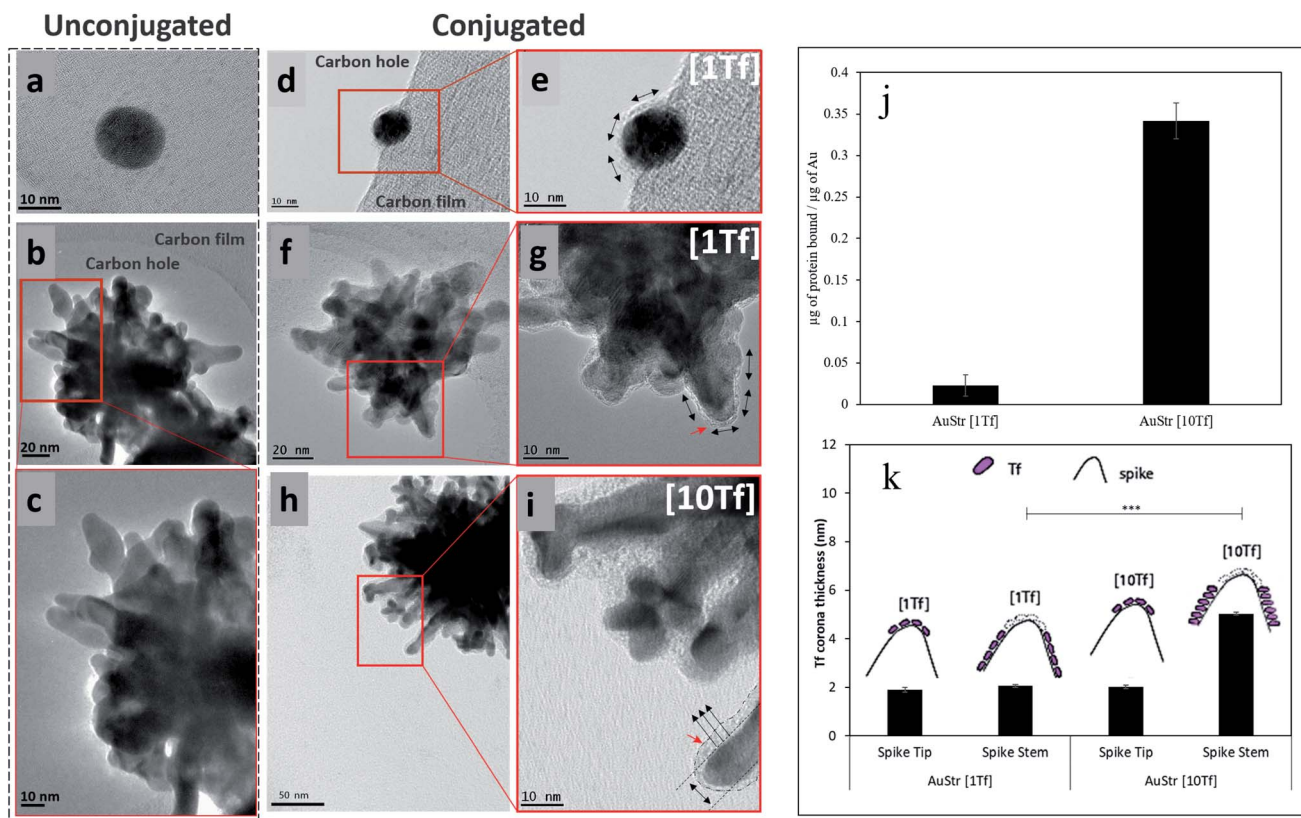 Unconjugated
Conjugated
a
10 nm
d
Carbon hole
Carbon film
10 nm
e
[1Tf]
10 nm
b
Carbon film
Carbon hole
20 nm
f
20 nm
g
[1Tf]
10 nm
c
10 nm
h
50 nm
i
[10Tf]
10 nm
j
µg of protein bound / µg of Au
0.4
0.35
0.3
0.25
0.2
0.15
0.1
0.05
0
AuStr [1Tf]
AuStr [10Tf]
k
Tf
spike
Tf corona thickness (nm)
12
10
8
6
4
2
0
***
[1Tf]
[1Tf]
[10Tf]
[10Tf]
Spike Tip
Spike Stem
Spike Tip
Spike Stem
AuStr [1Tf]
AuStr [10Tf]